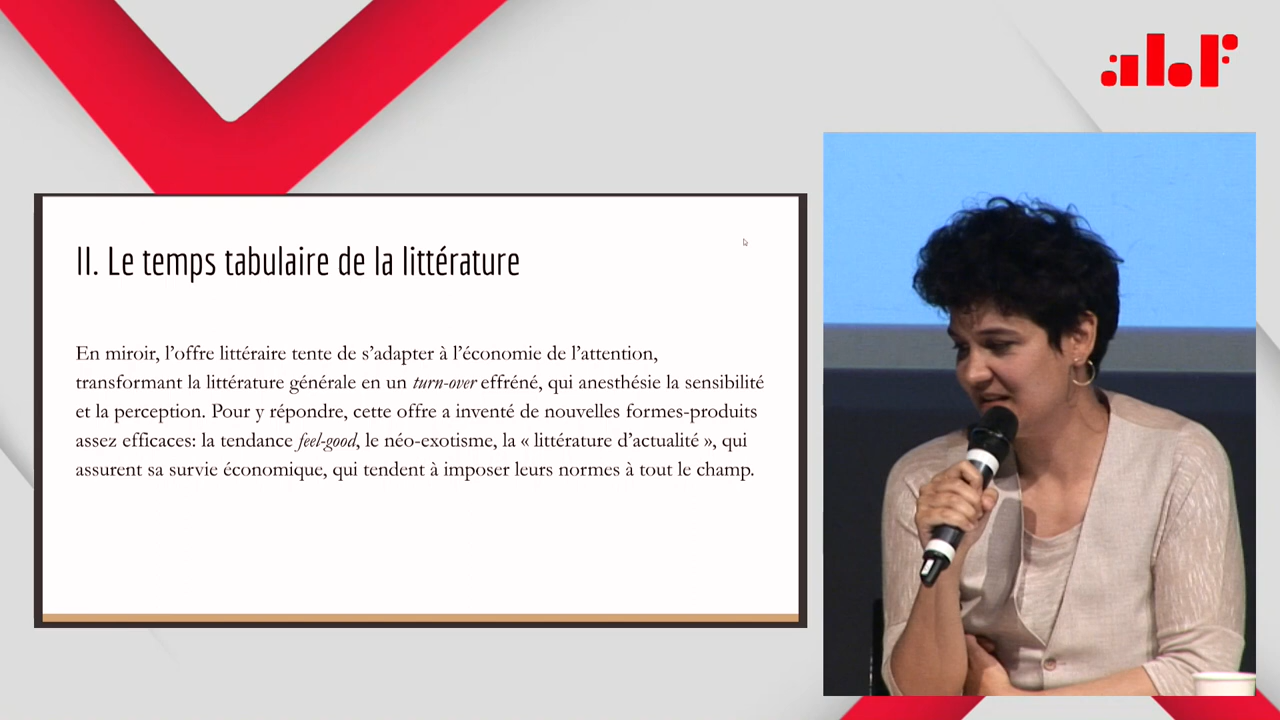 abf
II. Le temps tabulaire de la littérature
En miroir, l’offre littéraire tente de s’adapter à l’économie de l’attention,
transformant la littérature générale en un turn-over effréné, qui anesthésie la sensibilité
et la perception. Pour y répondre, cette offre a inventé de nouvelles formes-produits
assez efficaces: la tendance feel-good, le néo-exotisme, la « littérature d’actualité », qui
assurent sa survie économique, qui tendent à imposer leurs normes à tout le champ.